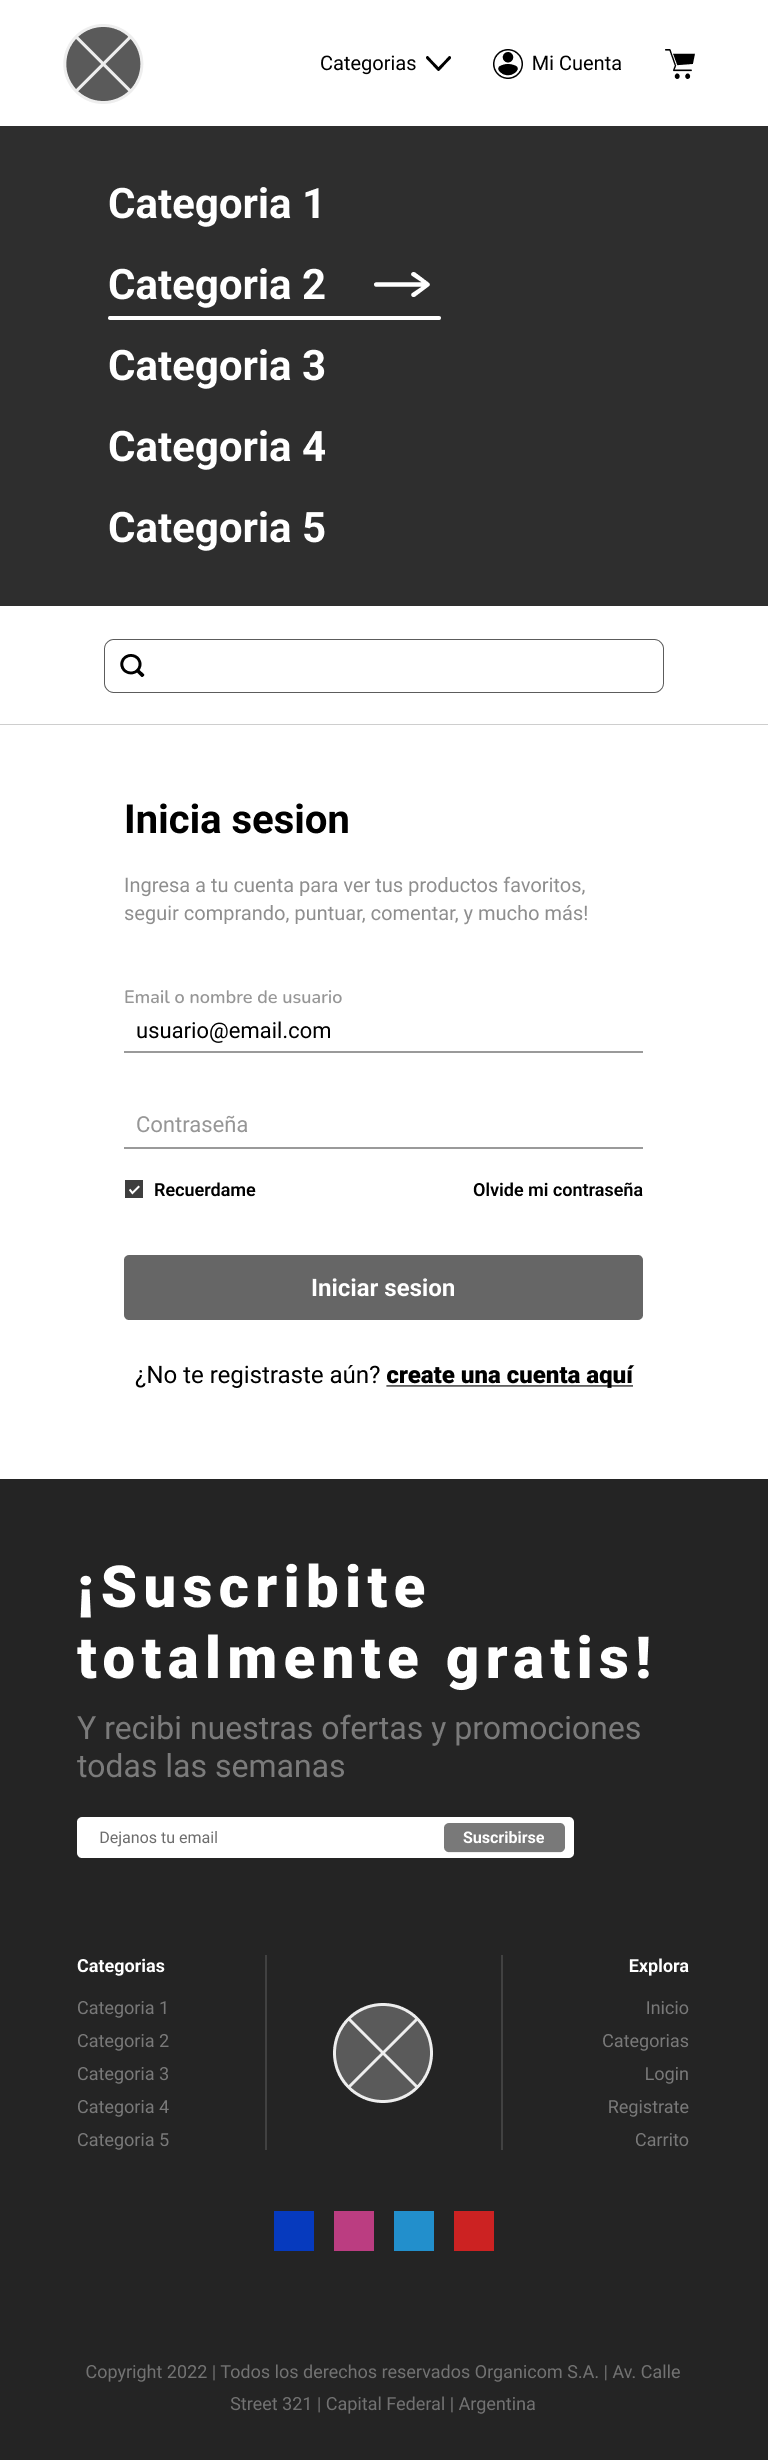 Categorias
Mi Cuenta
Categoria 1
Categoria 2
Categoria 3
Categoria 4
Categoria 5
Inicia sesion
Ingresa a tu cuenta para ver tus productos favoritos,
seguir comprando, puntuar, comentar, y mucho más!
Email o nombre de usuario
usuario@email.com
Contraseña
Recuerdame
Olvide mi contraseña
Iniciar sesion
¿No te registraste aún? create una cuenta aquí
¡Suscribite
totalmente gratis!
Y recibi nuestras ofertas y promociones
todas las semanas
Dejanos tu email
Suscribirse
Categorias
Categoria 1
Categoria 2
Categoria 3
Categoria 4
Categoria 5
Explora
Inicio
Categorias
Login
Registrate
Carrito
Copyright 2022 | Todos los derechos reservados Organicom S.A. | Av. Calle
Street 321 | Capital Federal | Argentina